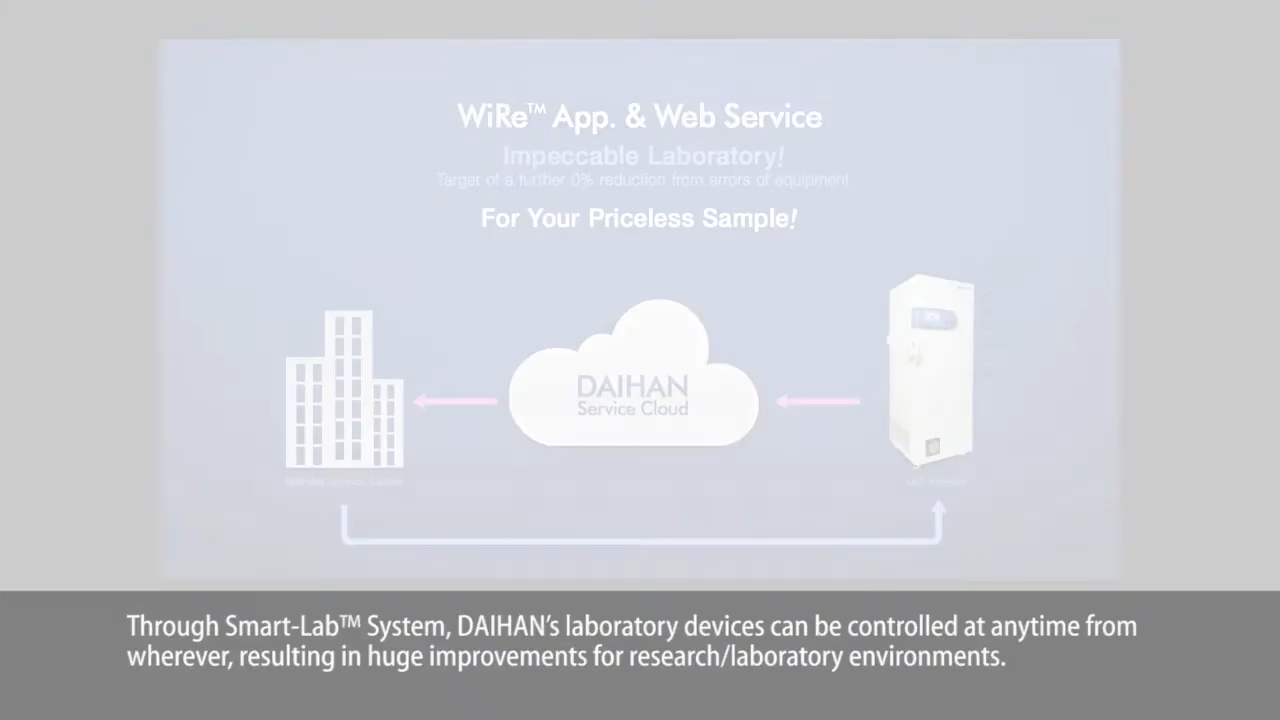 WiRe™ App. & Web Service
Impeccable Laboratory!
Target of a further 0% reduction from errors of equipment
For Your Priceless Sample!
DAIHAN
Service Cloud
Through Smart-Lab™ System, DAIHAN's laboratory devices can be controlled at anytime from
wherever, resulting in huge improvements for research/laboratory environments.